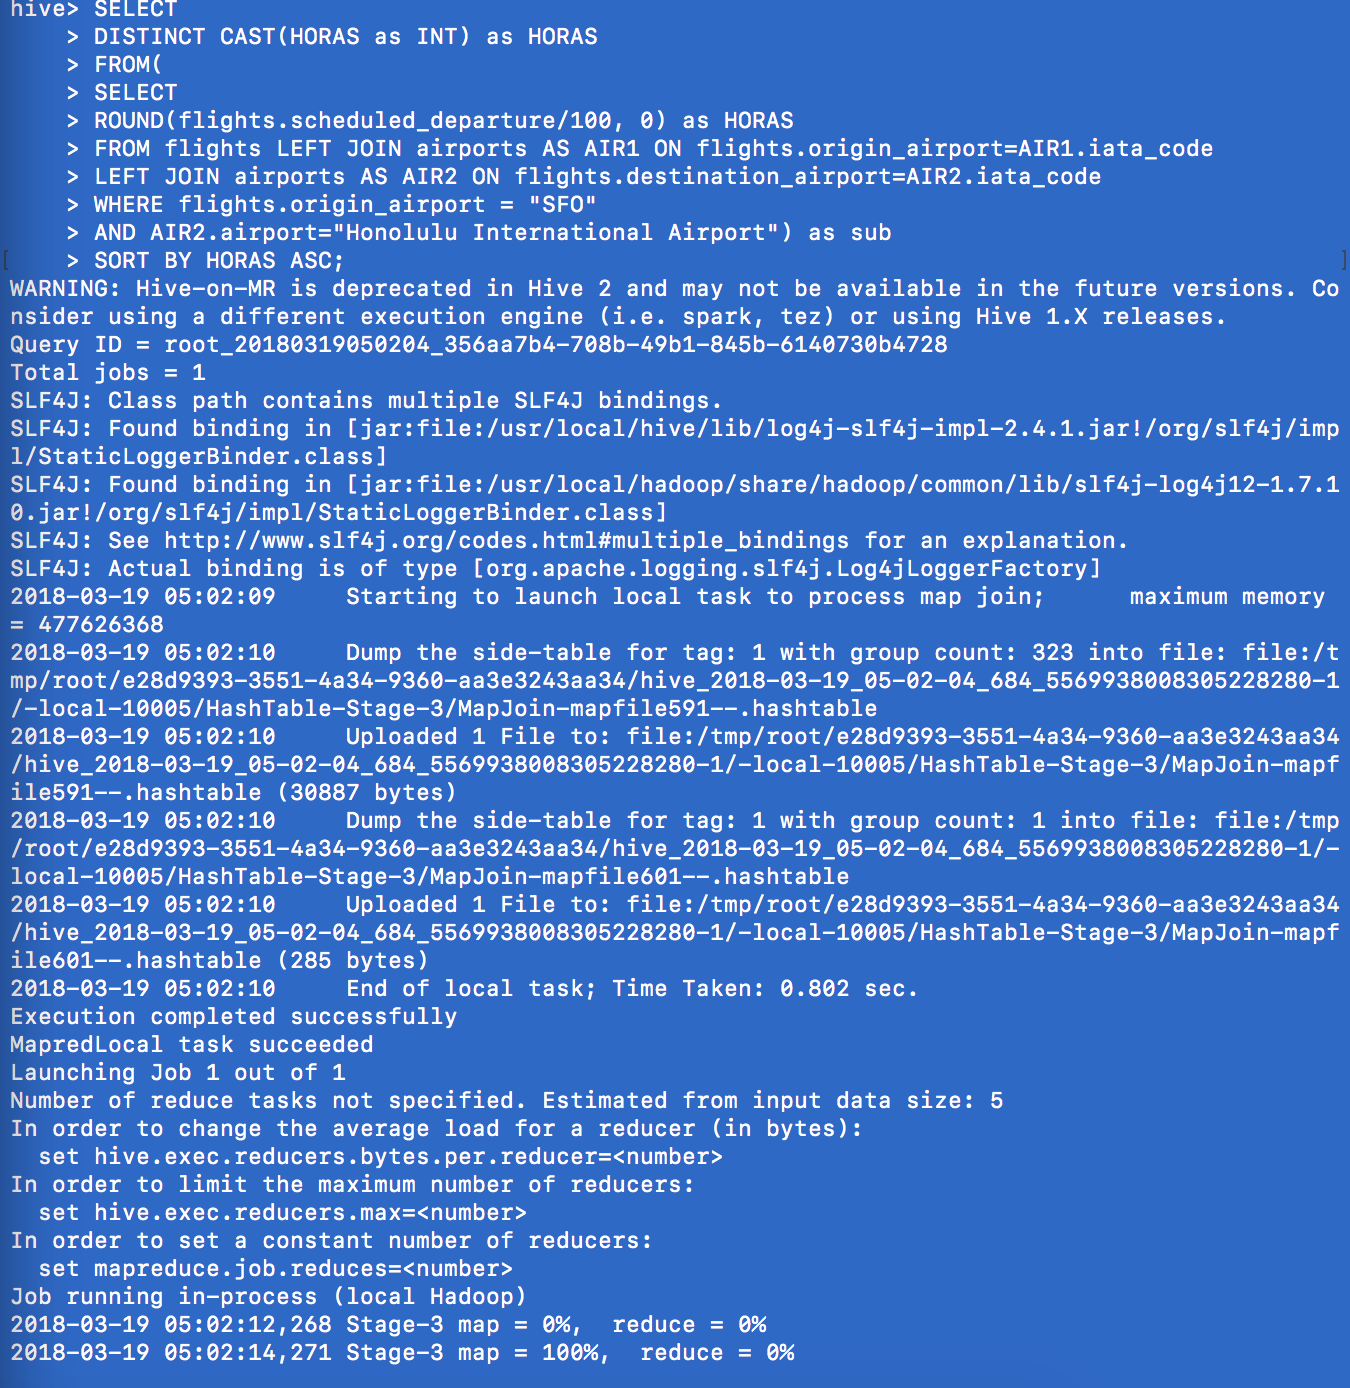 hive> SELECT
    > DISTINCT CAST(HORAS as INT) as HORAS
    > FROM(
    > SELECT
    > ROUND(flights.scheduled_departure/100, 0) as HORAS
    > FROM flights LEFT JOIN airports AS AIR1 ON flights.origin_airport=AIR1.iata_code
    > LEFT JOIN airports AS AIR2 ON flights.destination_airport=AIR2.iata_code
    > WHERE flights.origin_airport = "SFO"
    > AND AIR2.airport="Honolulu International Airport") as sub
[    > SORT BY HORAS ASC; ]
WARNING: Hive-on-MR is deprecated in Hive 2 and may not be available in the future versions. Co
nsider using a different execution engine (i.e. spark, tez) or using Hive 1.X releases.
Query ID = root_20180319050204_356aa7b4-708b-49b1-845b-6140730b4728
Total jobs = 1
SLF4J: Class path contains multiple SLF4J bindings.
SLF4J: Found binding in [jar:file:/usr/local/hive/lib/log4j-slf4j-impl-2.4.1.jar!/org/slf4j/imp
l/StaticLoggerBinder.class]
SLF4J: Found binding in [jar:file:/usr/local/hadoop/share/hadoop/common/lib/slf4j-log4j12-1.7.1
0.jar!/org/slf4j/impl/StaticLoggerBinder.class]
SLF4J: See http://www.slf4j.org/codes.html#multiple_bindings for an explanation.
SLF4J: Actual binding is of type [org.apache.logging.slf4j.Log4jLoggerFactory]
2018-03-19 05:02:09     Starting to launch local task to process map join;      maximum memory
= 477626368
2018-03-19 05:02:10     Dump the side-table for tag: 1 with group count: 323 into file: file:/t
mp/root/e28d9393-3551-4a34-9360-aa3e3243aa34/hive_2018-03-19_05-02-04_684_5569938008305228280-1
/-local-10005/HashTable-Stage-3/MapJoin-mapfile591--.hashtable
2018-03-19 05:02:10     Uploaded 1 File to: file:/tmp/root/e28d9393-3551-4a34-9360-aa3e3243aa34
/hive_2018-03-19_05-02-04_684_5569938008305228280-1/-local-10005/HashTable-Stage-3/MapJoin-mapf
ile591--.hashtable (30887 bytes)
2018-03-19 05:02:10     Dump the side-table for tag: 1 with group count: 1 into file: file:/tmp
/root/e28d9393-3551-4a34-9360-aa3e3243aa34/hive_2018-03-19_05-02-04_684_5569938008305228280-1/-
local-10005/HashTable-Stage-3/MapJoin-mapfile601--.hashtable
2018-03-19 05:02:10     Uploaded 1 File to: file:/tmp/root/e28d9393-3551-4a34-9360-aa3e3243aa34
/hive_2018-03-19_05-02-04_684_5569938008305228280-1/-local-10005/HashTable-Stage-3/MapJoin-mapf
ile601--.hashtable (285 bytes)
2018-03-19 05:02:10     End of local task; Time Taken: 0.802 sec.
Execution completed successfully
MapredLocal task succeeded
Launching Job 1 out of 1
Number of reduce tasks not specified. Estimated from input data size: 5
In order to change the average load for a reducer (in bytes):
  set hive.exec.reducers.bytes.per.reducer=<number>
In order to limit the maximum number of reducers:
  set hive.exec.reducers.max=<number>
In order to set a constant number of reducers:
  set mapreduce.job.reduces=<number>
Job running in-process (local Hadoop)
2018-03-19 05:02:12,268 Stage-3 map = 0%,  reduce = 0%
2018-03-19 05:02:14,271 Stage-3 map = 100%,  reduce = 0%